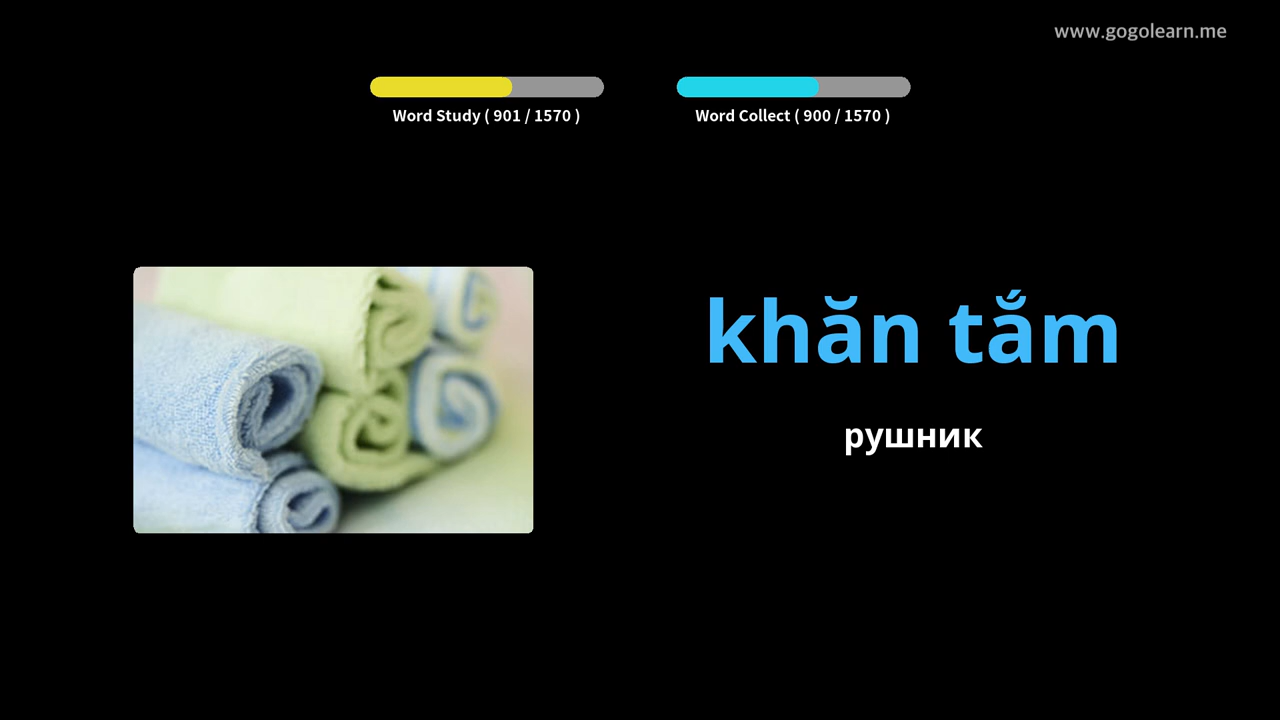 www.gogolearn.me
Word Study ( 901 / 1570 )
Word Collect ( 900 / 1570 )
khăn tắm
рушник